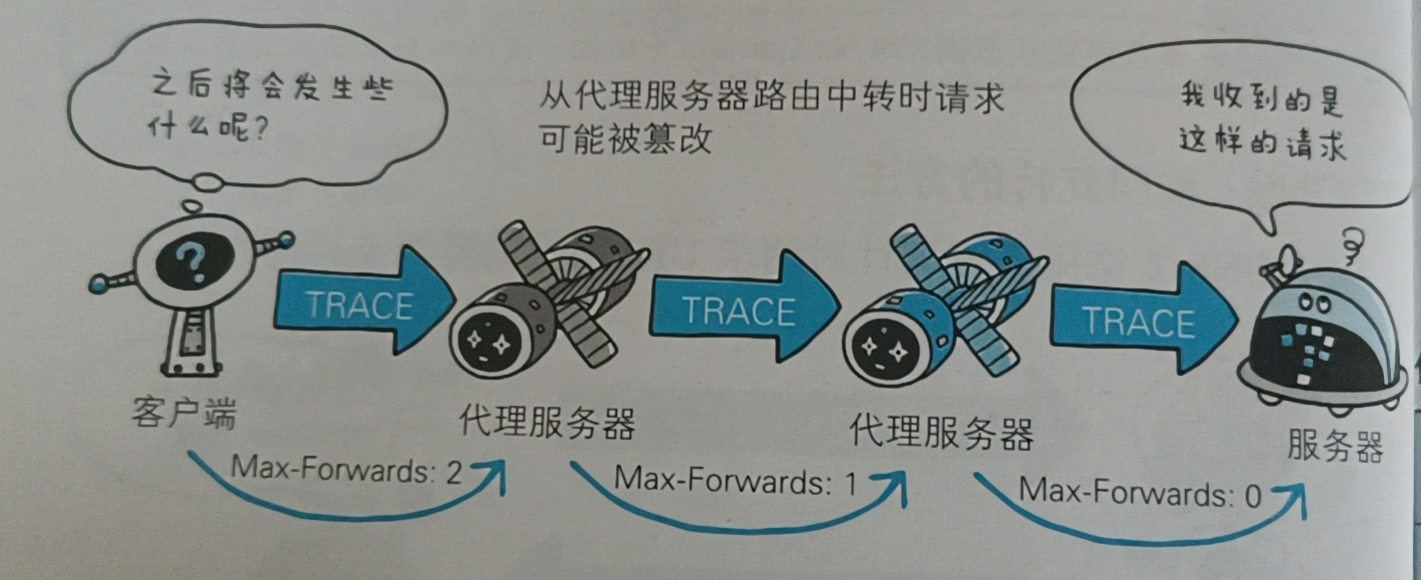 之后将会发生些
什么呢?
从代理服务器路由中转时请求
可能被篡改
我收到的是
这样的请求
TRACE
TRACE
TRACE
客户端
代理服务器
代理服务器
服务器
Max-Forwards: 2
Max-Forwards: 1
Max-Forwards: 0